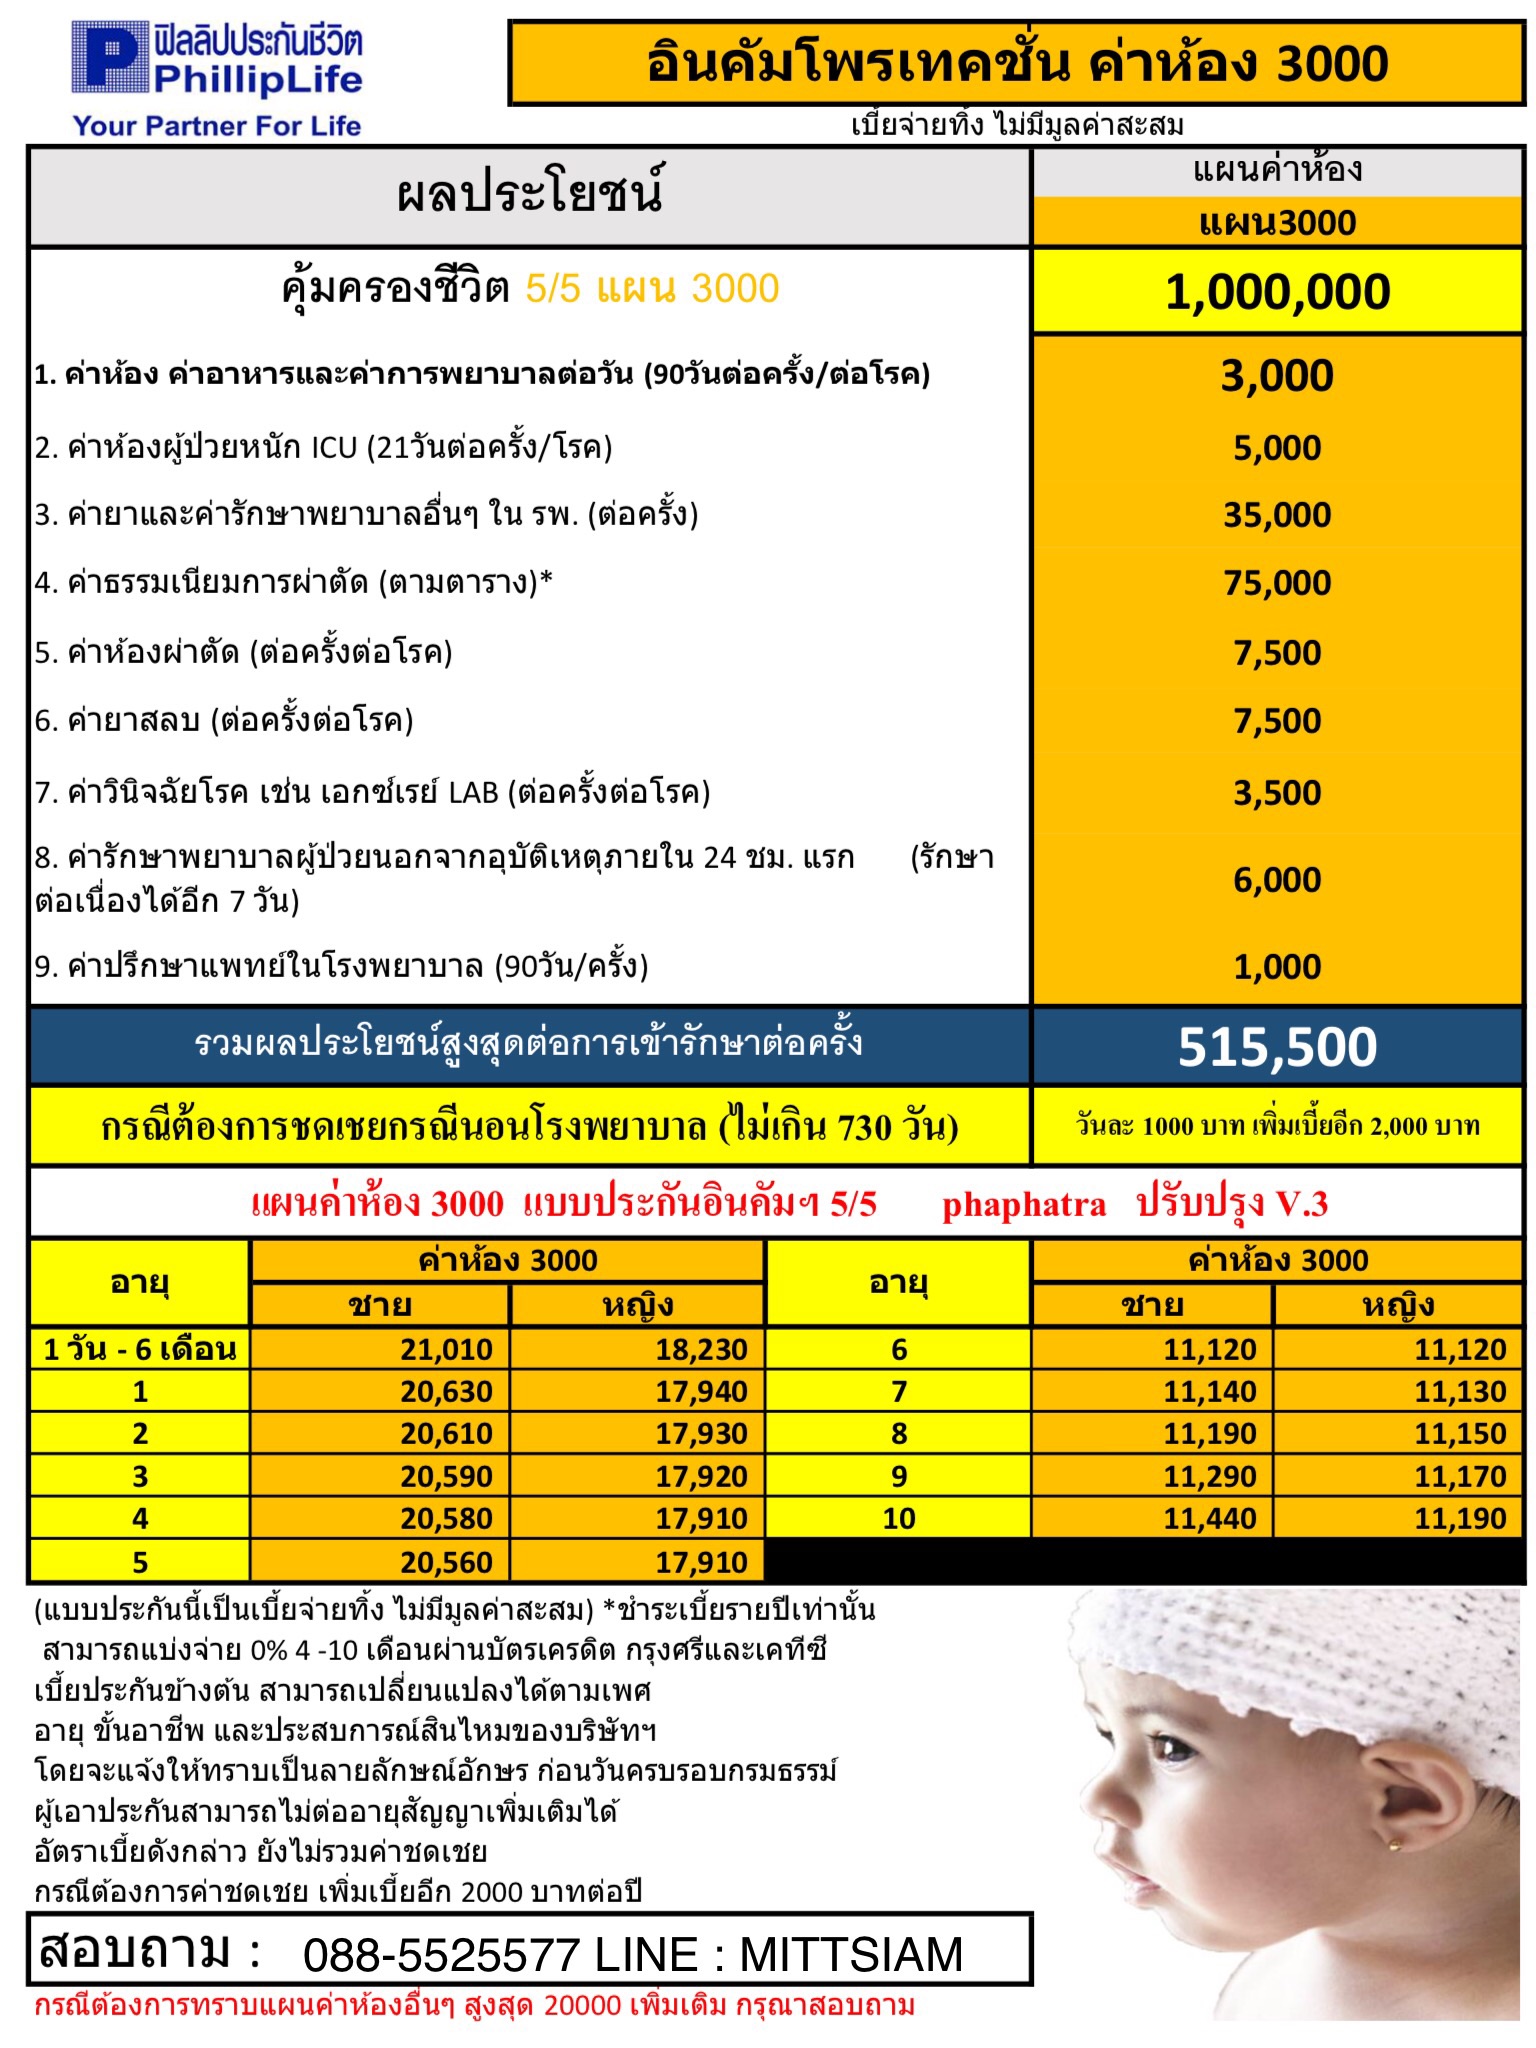 ฟิลลิปประกันชีวิต
PhillipLife
Your Partner For Life
อินคัมโพรเทคชั่น ค่าห้อง 3000
เบี้ยจ่ายทิ้ง ไม่มีมูลค่าสะสม
ผลประโยชน์
แผนค่าห้อง
แผน3000
คุ้มครองชีวิต 5/5 แผน 3000 1,000,000
1. ค่าห้อง ค่าอาหารและค่าการพยาบาลต่อวัน (90วันต่อครั้ง/ต่อโรค) 3,000
2. ค่าห้องผู้ป่วยหนัก ICU (21วันต่อครั้ง/โรค) 5,000
3. ค่ายาและค่ารักษาพยาบาลอื่นๆ ใน รพ. (ต่อครั้ง) 35,000
4. ค่าธรรมเนียมการผ่าตัด (ตามตาราง)* 75,000
5. ค่าห้องผ่าตัด (ต่อครั้งต่อโรค) 7,500
6. ค่ายาสลบ (ต่อครั้งต่อโรค) 7,500
7. ค่าวินิจฉัยโรค เช่น เอกซ์เรย์ LAB (ต่อครั้งต่อโรค) 3,500
8. ค่ารักษาพยาบาลผู้ป่วยนอกจากอุบัติเหตุภายใน 24 ชม. แรก (รักษา
ต่อเนื่องได้อีก 7 วัน) 6,000
9. ค่าปรึกษาแพทย์ในโรงพยาบาล (90วัน/ครั้ง) 1,000
รวมผลประโยชน์สูงสุดต่อการเข้ารักษาต่อครั้ง 515,500
กรณีต้องการชดเชยกรณีนอนโรงพยาบาล (ไม่เกิน 730 วัน) วันละ 1000 บาท เพิ่มเบี้ยอีก 2,000 บาท
แผนค่าห้อง 3000 แบบประกันอินคัมฯ 5/5 phaphatra ปรับปรุง V.3
อายุ ค่าห้อง 3000 อายุ ค่าห้อง 3000
ชาย หญิง ชาย หญิง
1 วัน - 6 เดือน 21,010 18,230 6 11,120 11,120
1 20,630 17,940 7 11,140 11,130
2 20,610 17,930 8 11,190 11,150
3 20,590 17,920 9 11,290 11,170
4 20,580 17,910 10 11,440 11,190
5 20,560 17,910
(แบบประกันนี้เป็นเบี้ยจ่ายทิ้ง ไม่มีมูลค่าสะสม) *ชำระเบี้ยรายปีเท่านั้น
สามารถแบ่งจ่าย 0% 4 -10 เดือนผ่านบัตรเครดิต กรุงศรีและเคทีซี
เบี้ยประกันข้างต้น สามารถเปลี่ยนแปลงได้ตามเพศ
อายุ ขั้นอาชีพ และประสบการณ์สินไหมของบริษัทฯ
โดยจะแจ้งให้ทราบเป็นลายลักษณ์อักษร ก่อนวันครบรอบกรมธรรม์
ผู้เอาประกันสามารถไม่ต่ออายุสัญญาเพิ่มเติมได้
อัตราเบี้ยดังกล่าว ยังไม่รวมค่าชดเชย
กรณีต้องการค่าชดเชย เพิ่มเบี้ยอีก 2000 บาทต่อปี
สอบถาม : 088-5525577 LINE : MITTSIAM
กรณีต้องการทราบแผนค่าห้องอื่นๆ สูงสุด 20000 เพิ่มเติม กรุณาสอบถาม